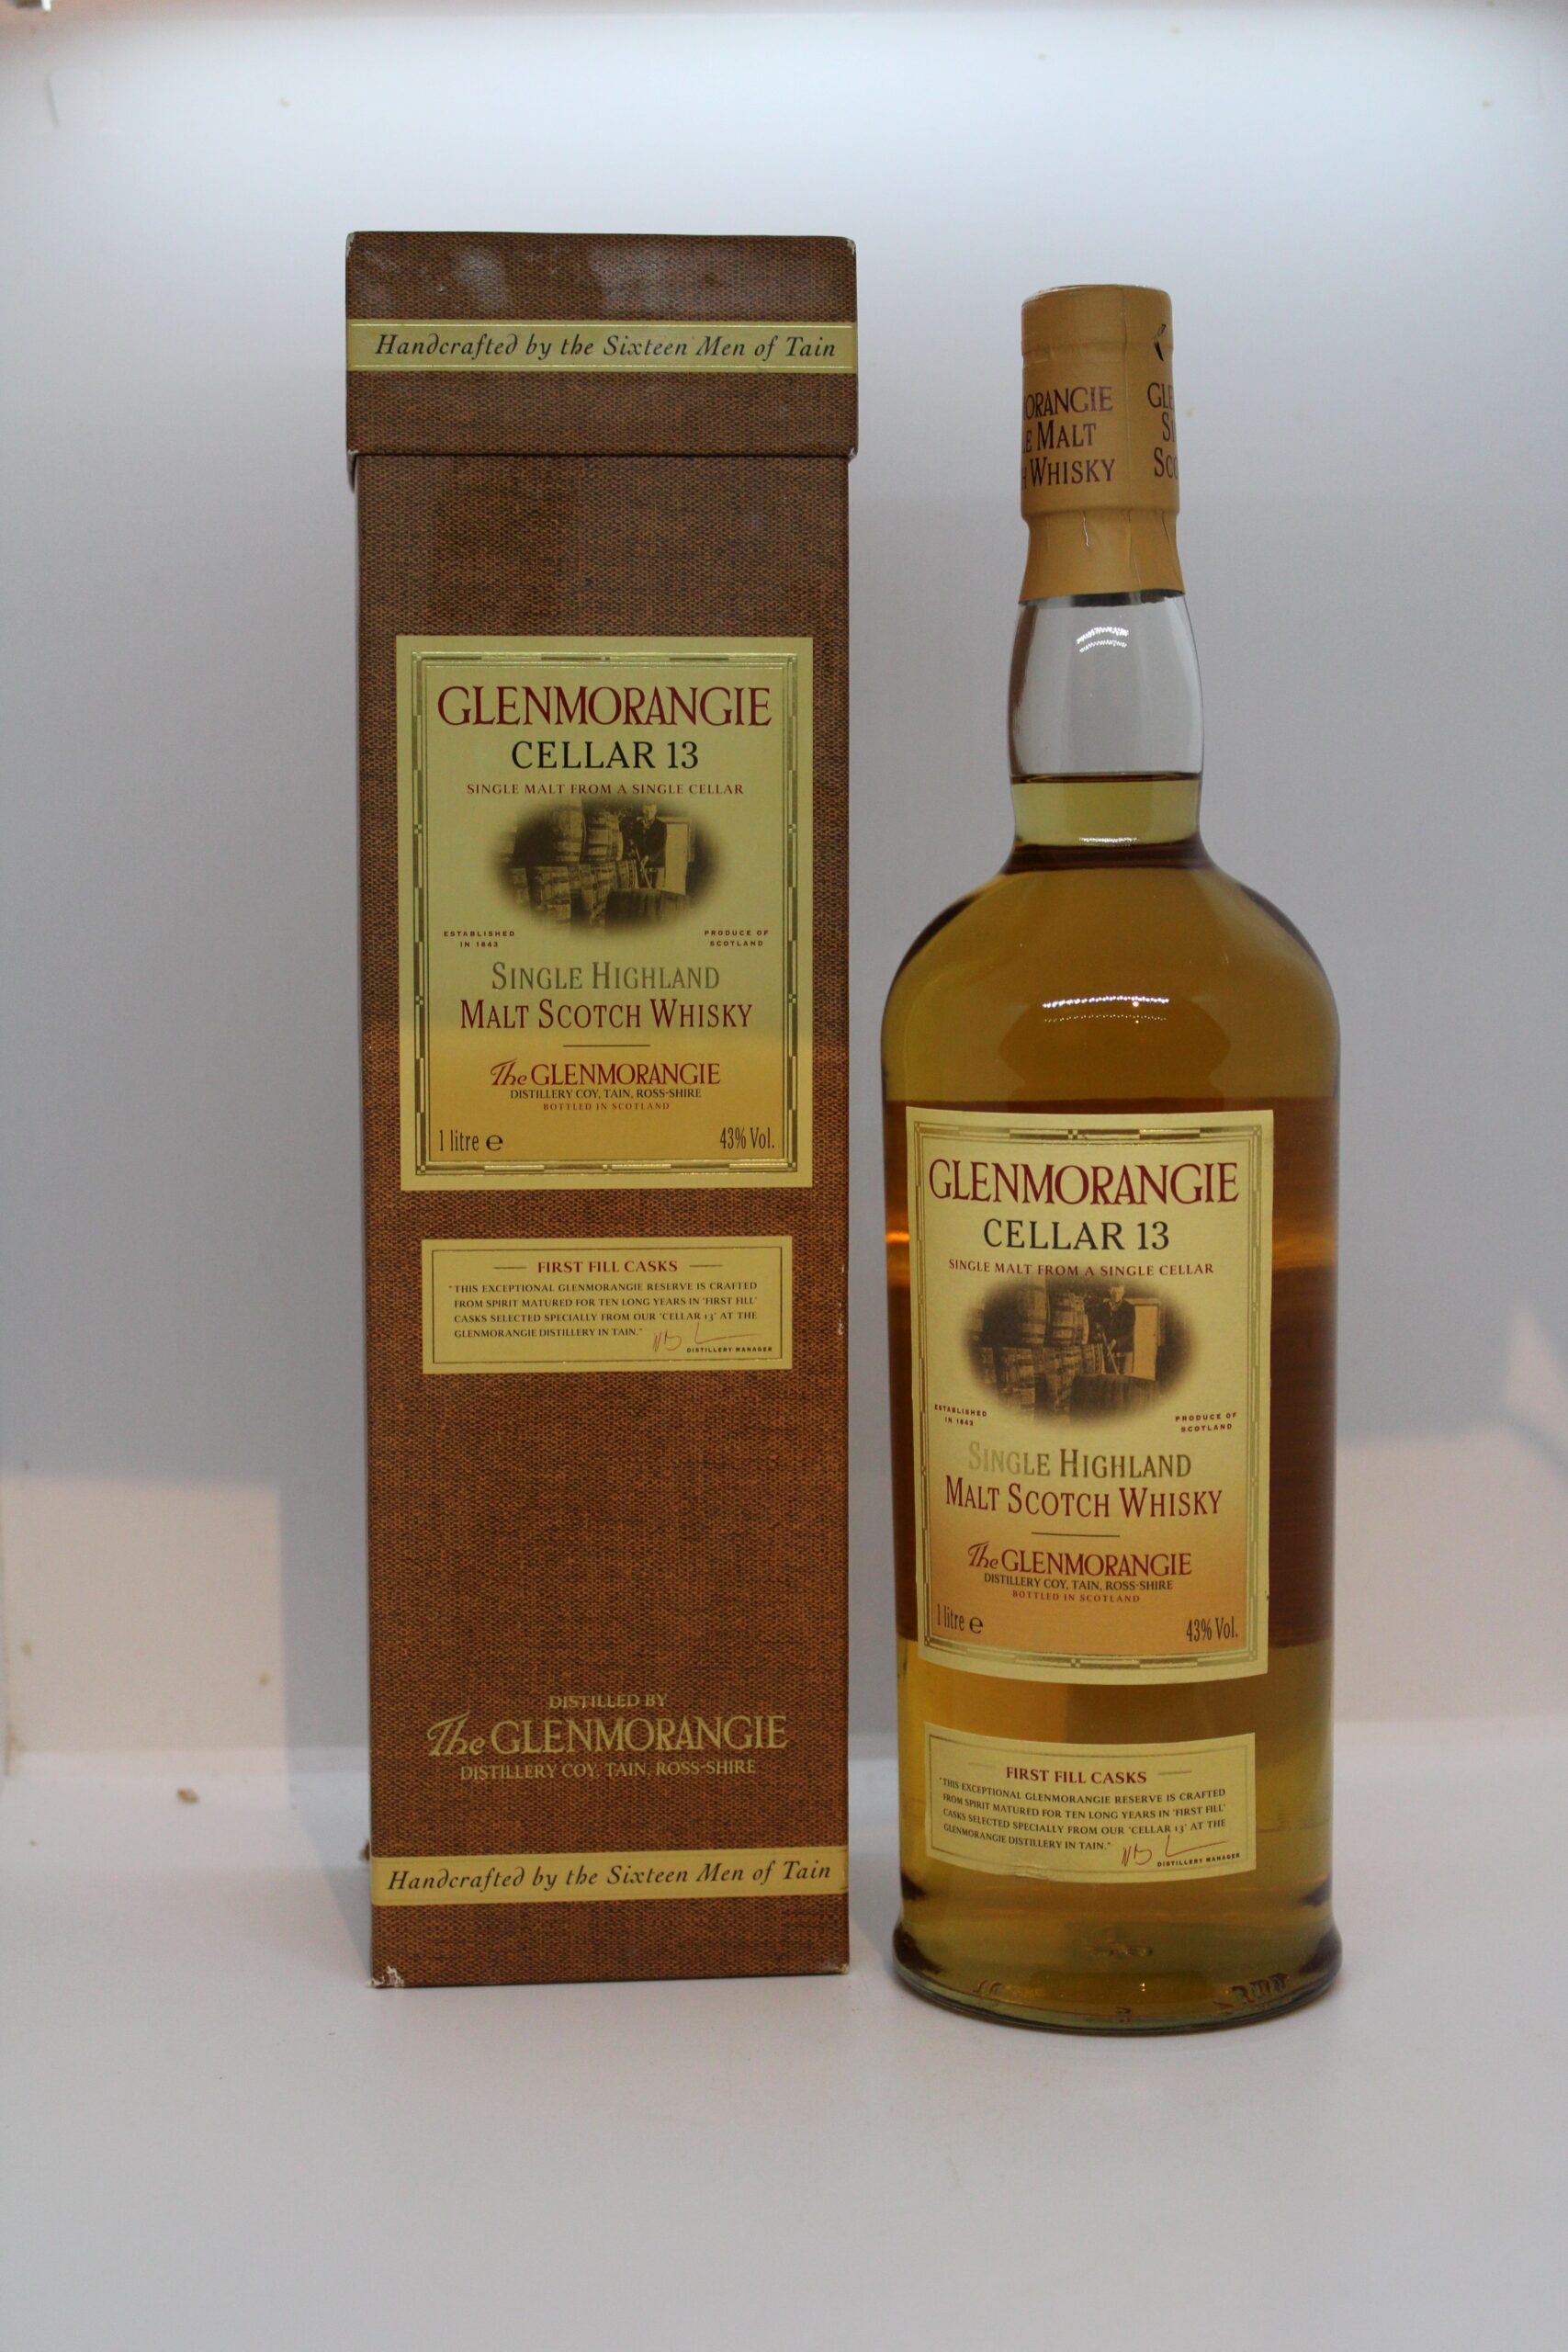 Handcrafted by the Sixteen Men of Tain
GLENMORANGIE
CELLAR 13
SINGLE MALT FROM A SINGLE CELLAR
ESTABLISHED
IN 1843
PRODUCE OF
SCOTLAND
SINGLE HIGHLAND
MALT SCOTCH WHISKY
The GLENMORANGIE
DISTILLERY COY, TAIN, ROSS-SHIRE
BOTTLED IN SCOTLAND
1 litre e
43% Vol.
FIRST FILL CASKS
"THIS EXCEPTIONAL GLENMORANGIE RESERVE IS CRAFTED
FROM SPIRIT MATURED FOR TEN LONG YEARS IN 'FIRST FILL'
CASKS SELECTED SPECIALLY FROM OUR 'CELLAR 13' AT THE
GLENMORANGIE DISTILLERY IN TAIN."
DISTILLERY MANAGER
DISTILLED BY
The GLENMORANGIE
DISTILLERY COY, TAIN, ROSS-SHIRE
Handcrafted by the Sixteen Men of Tain
ORANGIE
E MALT
WHISKY
GLE
SI
SCO
GLENMORANGIE
CELLAR 13
SINGLE MALT FROM A SINGLE CELLAR
ESTABLISHED
IN 1843
PRODUCE OF
SCOTLAND
SINGLE HIGHLAND
MALT SCOTCH WHISKY
The GLENMORANGIE
DISTILLERY COY, TAIN, ROSS-SHIRE
BOTTLED IN SCOTLAND
1 litre e
43% Vol.
FIRST FILL CASKS
"THIS EXCEPTIONAL GLENMORANGIE RESERVE IS CRAFTED
FROM SPIRIT MATURED FOR TEN LONG YEARS IN 'FIRST FILL'
CASKS SELECTED SPECIALLY FROM OUR 'CELLAR 13' AT THE
GLENMORANGIE DISTILLERY IN TAIN."
DISTILLERY MANAGER